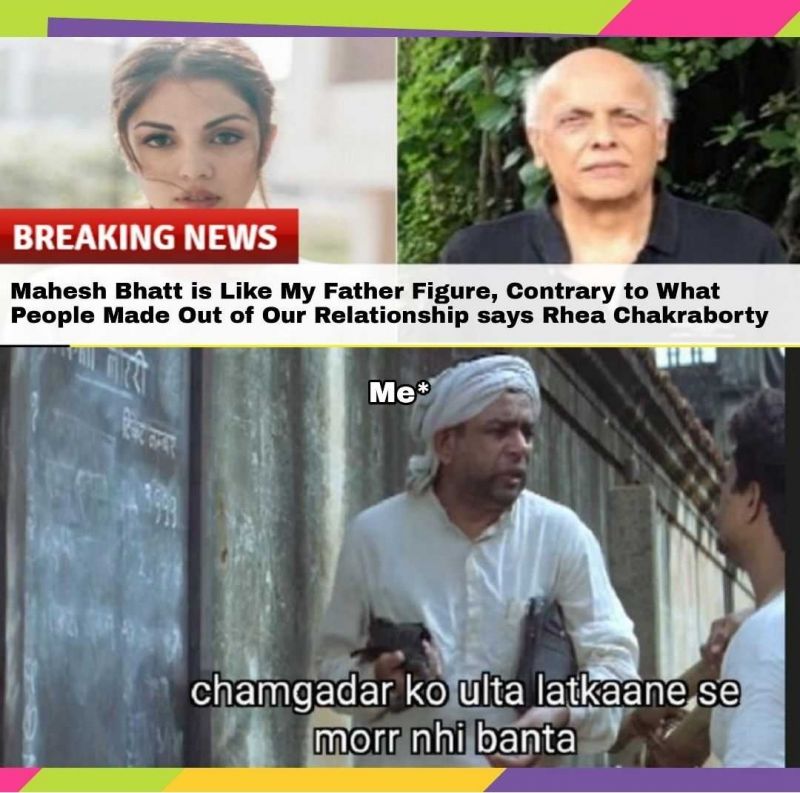 BREAKING NEWS
Mahesh Bhatt is Like My Father Figure, Contrary to What
People Made Out of Our Relationship says Rhea Chakraborty
Me*
chamgadar ko ulta latkaane se
morr nhi banta